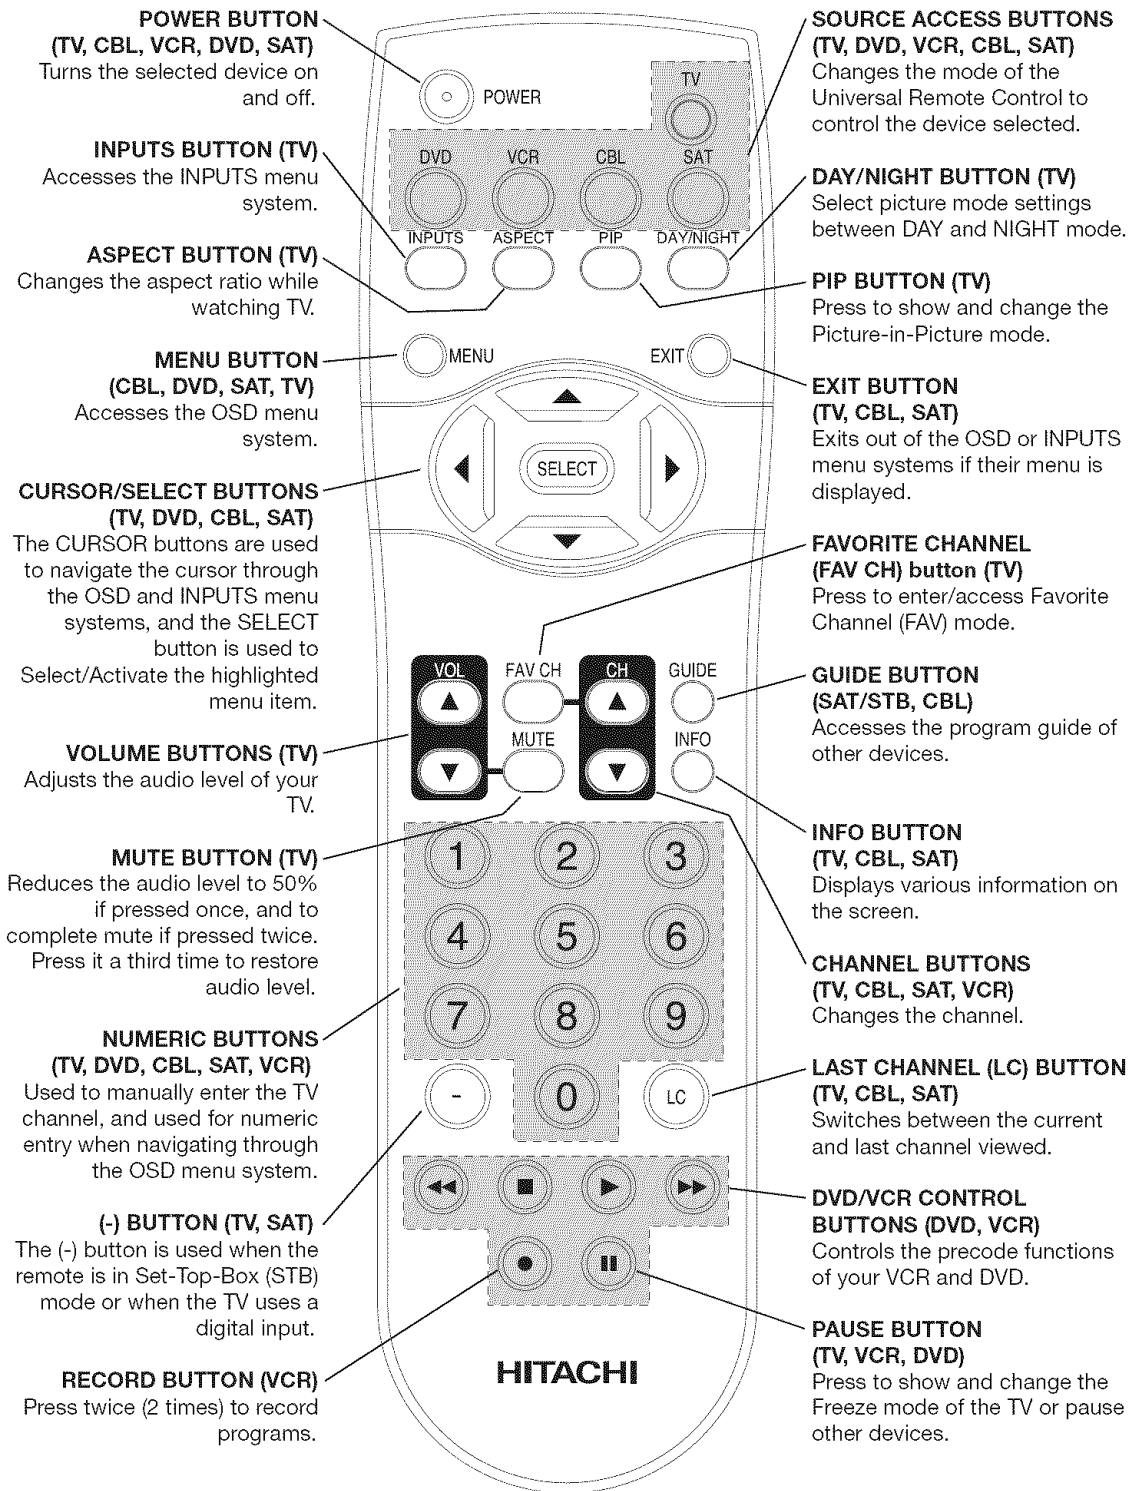 POWER BUTTON
(TV, CBL, VCR, DVD, SAT)
Turns the selected device on
and off.
INPUTS BUTTON (TV)
Accesses the INPUTS menu
system.
ASPECT BUTTON (TV)
Changes the aspect ratio while
watching TV.
MENU BUTTON
(CBL, DVD, SAT, TV)
Accesses the OSD menu
system.
CURSOR/SELECT BUTTONS
(TV, DVD, CBL, SAT)
The CURSOR buttons are used
to navigate the cursor through
the OSD and INPUTS menu
systems, and the SELECT
button is used to
Select/Activate the highlighted
menu item.
VOLUME BUTTONS (TV)
Adjusts the audio level of your
TV.
MUTE BUTTON (TV)
Reduces the audio level to 50%
if pressed once, and to
complete mute if pressed twice.
Press it a third time to restore
audio level.
NUMERIC BUTTONS
(TV, DVD, CBL, SAT, VCR)
Used to manually enter the TV
channel, and used for numeric
entry when navigating through
the OSD menu system.
(-) BUTTON (TV, SAT)
The (-) button is used when the
remote is in Set-Top-Box (STB)
mode or when the TV uses a
digital input.
RECORD BUTTON (VCR)
Press twice (2 times) to record
programs.
POWER
TV
DVD VCR CBL SAT
INPUTS ASPECT PIP DAY/NIGHT
MENU EXIT
SELECT
VOL FAV CH CH GUIDE
MUTE INFO
1 2 3
4 5 6
7 8 9
- 0 LC
HITACHI
SOURCE ACCESS BUTTONS
(TV, DVD, VCR, CBL, SAT)
Changes the mode of the
Universal Remote Control to
control the device selected.
DAY/NIGHT BUTTON (TV)
Select picture mode settings
between DAY and NIGHT mode.
PIP BUTTON (TV)
Press to show and change the
Picture-in-Picture mode.
EXIT BUTTON
(TV, CBL, SAT)
Exits out of the OSD or INPUTS
menu systems if their menu is
displayed.
FAVORITE CHANNEL
(FAV CH) button (TV)
Press to enter/access Favorite
Channel (FAV) mode.
GUIDE BUTTON
(SAT/STB, CBL)
Accesses the program guide of
other devices.
INFO BUTTON
(TV, CBL, SAT)
Displays various information on
the screen.
CHANNEL BUTTONS
(TV, CBL, SAT, VCR)
Changes the channel.
LAST CHANNEL (LC) BUTTON
(TV, CBL, SAT)
Switches between the current
and last channel viewed.
DVD/VCR CONTROL
BUTTONS (DVD, VCR)
Controls the precode functions
of your VCR and DVD.
PAUSE BUTTON
(TV, VCR, DVD)
Press to show and change the
Freeze mode of the TV or pause
other devices.